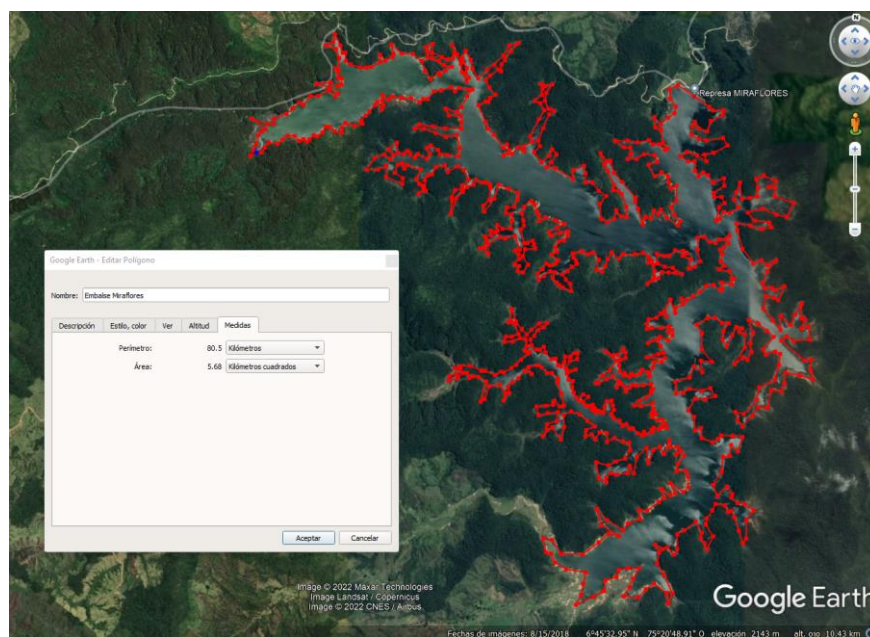 N
Represa MIRAFLORES
Google Earth - Editar Polígono
Nombre: Embalse Miraflores
Descripción Estilo, color Ver Altitud Medidas
Perímetro: 80.5 Kilómetros
Área: 5.68 Kilómetros cuadrados
Aceptar Cancelar
Image © 2022 Maxar Technologies
Image Landsat / Copernicus
Image © 2022 CNES / Airbus
Google Earth
Fechas de imágenes: 8/15/2018 6°45'32.95" N 75°20'48.91" O elevación 2143 m alt. ojo 10.43 km